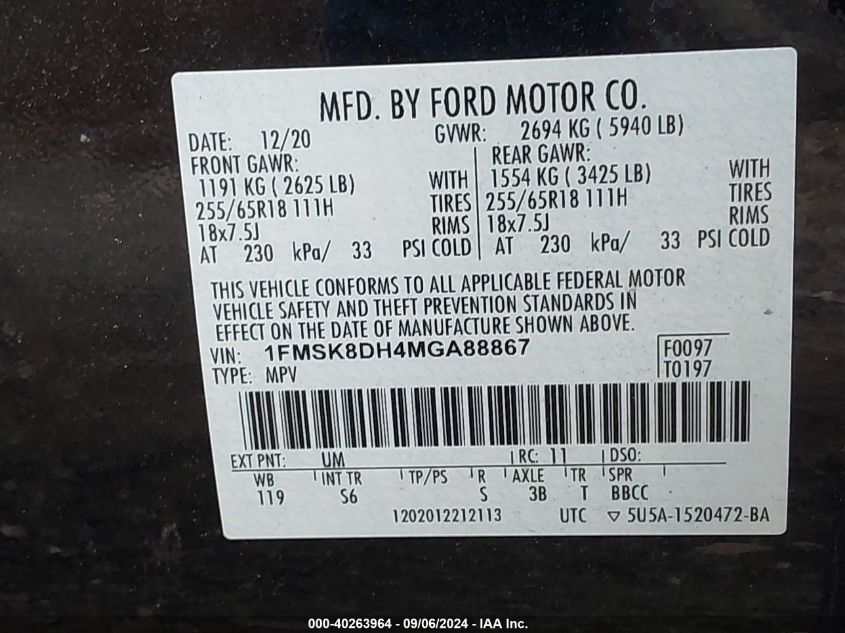 MFD. BY FORD MOTOR CO.
DATE: 12/20 GVWR: 2694 KG ( 5940 LB)
FRONT GAWR: REAR GAWR:
1191 KG ( 2625 LB) WITH 1554 KG ( 3425 LB) WITH
255/65R18 111H TIRES 255/65R18 111H TIRES
18x7.5J RIMS 18x7.5J RIMS
AT 230 kPa/ 33 PSI COLD AT 230 kPa/ 33 PSI COLD
THIS VEHICLE CONFORMS TO ALL APPLICABLE FEDERAL MOTOR
VEHICLE SAFETY AND THEFT PREVENTION STANDARDS IN
EFFECT ON THE DATE OF MANUFACTURE SHOWN ABOVE.
VIN: 1FMSK8DH4MGA88867 F0097
TYPE: MPV T0197
EXT PNT: UM RC: 11 DSO:
WB INT TR TP/PS R AXLE TR SPR
119 S6 S 3B T BBCC
1202012212113 UTC ▽ 5U5A-1520472-BA
000-40263964 - 09/06/2024 - IAA Inc.